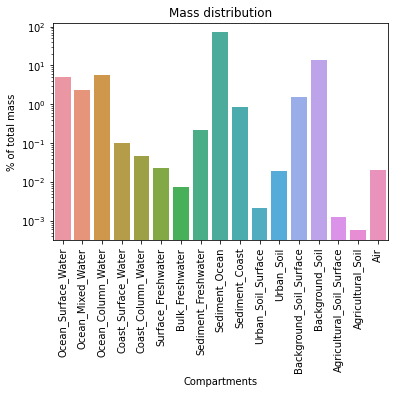 Mass distribution
% of total mass
10²
10¹
10⁰
10⁻¹
10⁻²
10⁻³
Ocean_Surface_Water
Ocean_Mixed_Water
Ocean_Column_Water
Coast_Surface_Water
Coast_Column_Water
Surface_Freshwater
Bulk_Freshwater
Sediment_Freshwater
Sediment_Ocean
Sediment_Coast
Urban_Soil_Surface
Urban_Soil
Background_Soil_Surface
Background_Soil
Agricultural_Soil_Surface
Agricultural_Soil
Air
Compartments